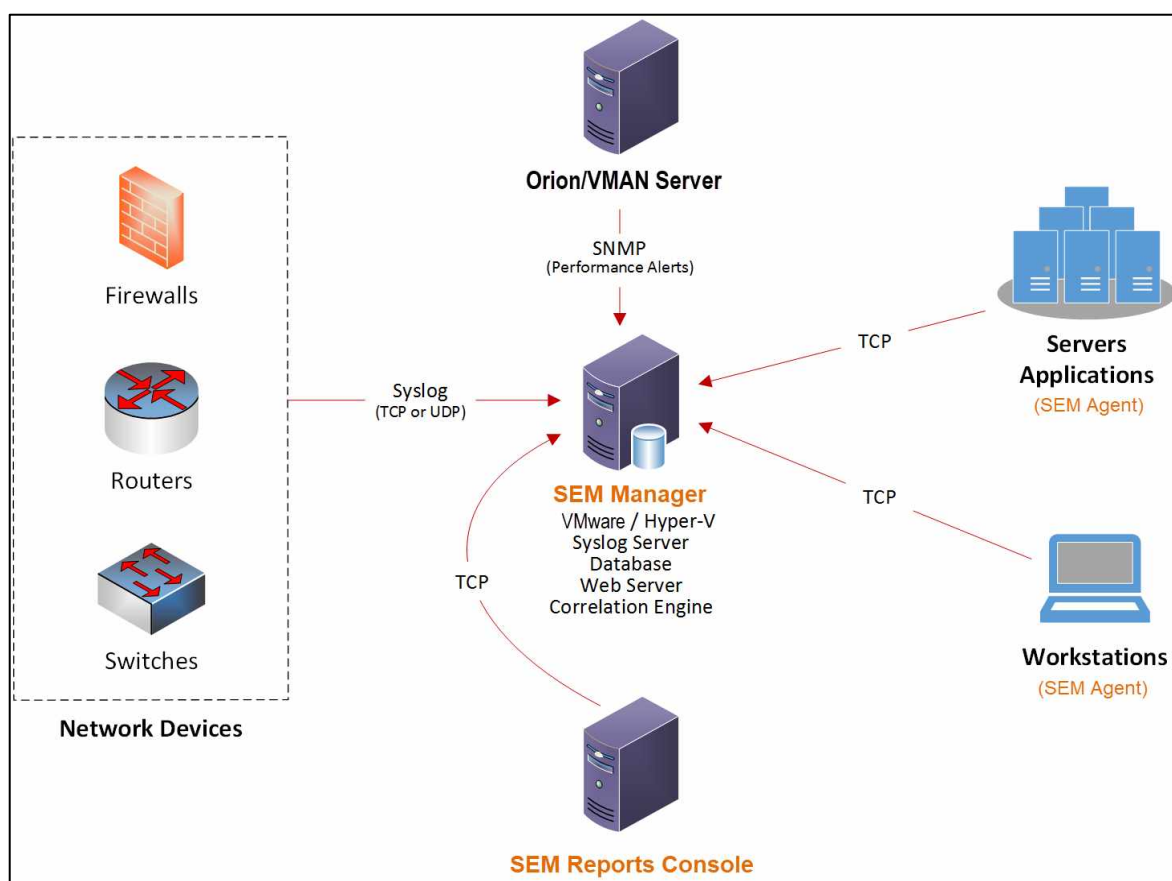 Orion/VMAN Server
SNMP
(Performance Alerts)
Firewalls
Routers
Switches
Network Devices
Syslog
(TCP or UDP)
TCP
Servers
Applications
(SEM Agent)
SEM Manager
VMware / Hyper-V
Syslog Server
Database
Web Server
Correlation Engine
TCP
Workstations
(SEM Agent)
TCP
SEM Reports Console